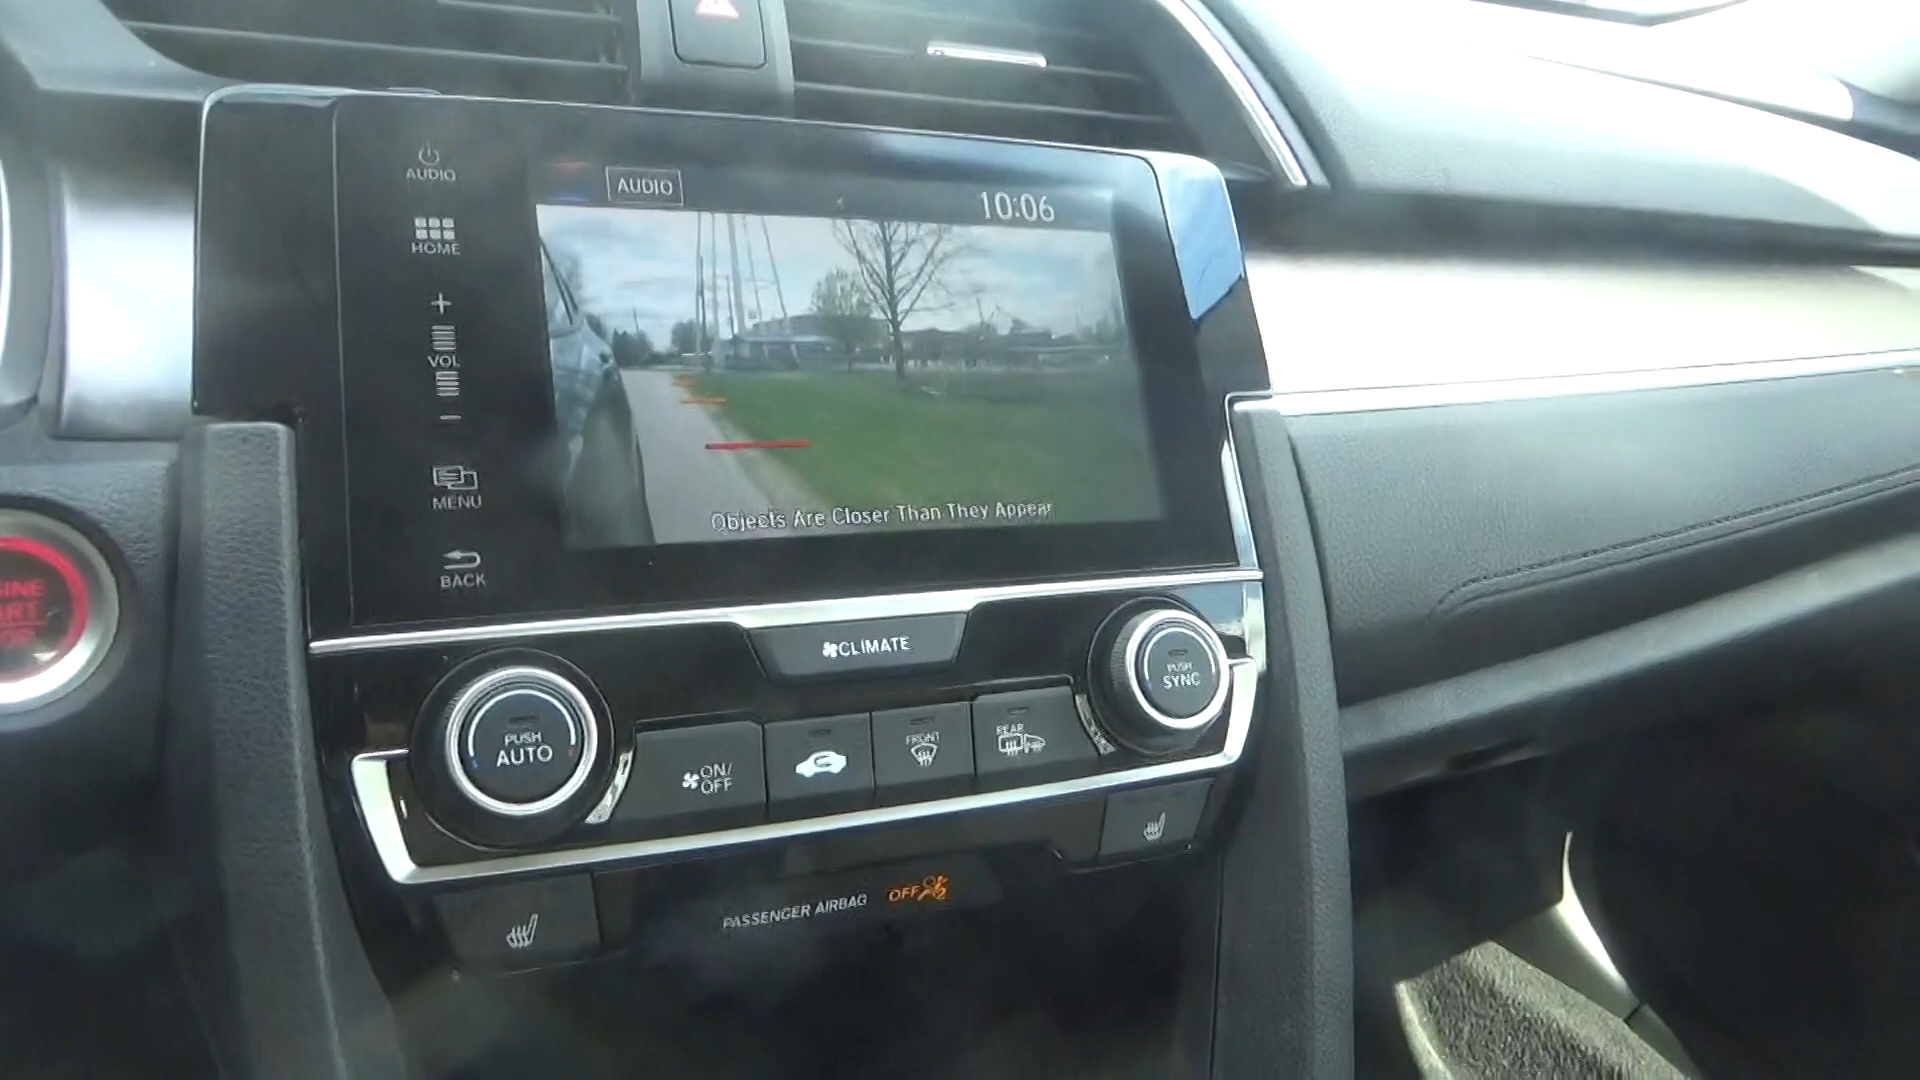 AUDIO
AUDIO
10:06
HOME
+
VOL
-
MENU
Objects Are Closer Than They Appear
BACK
CLIMATE
PUSH
SYNC
PUSH
AUTO
ON/
OFF
FRONT
REAR
PASSENGER AIRBAG OFF